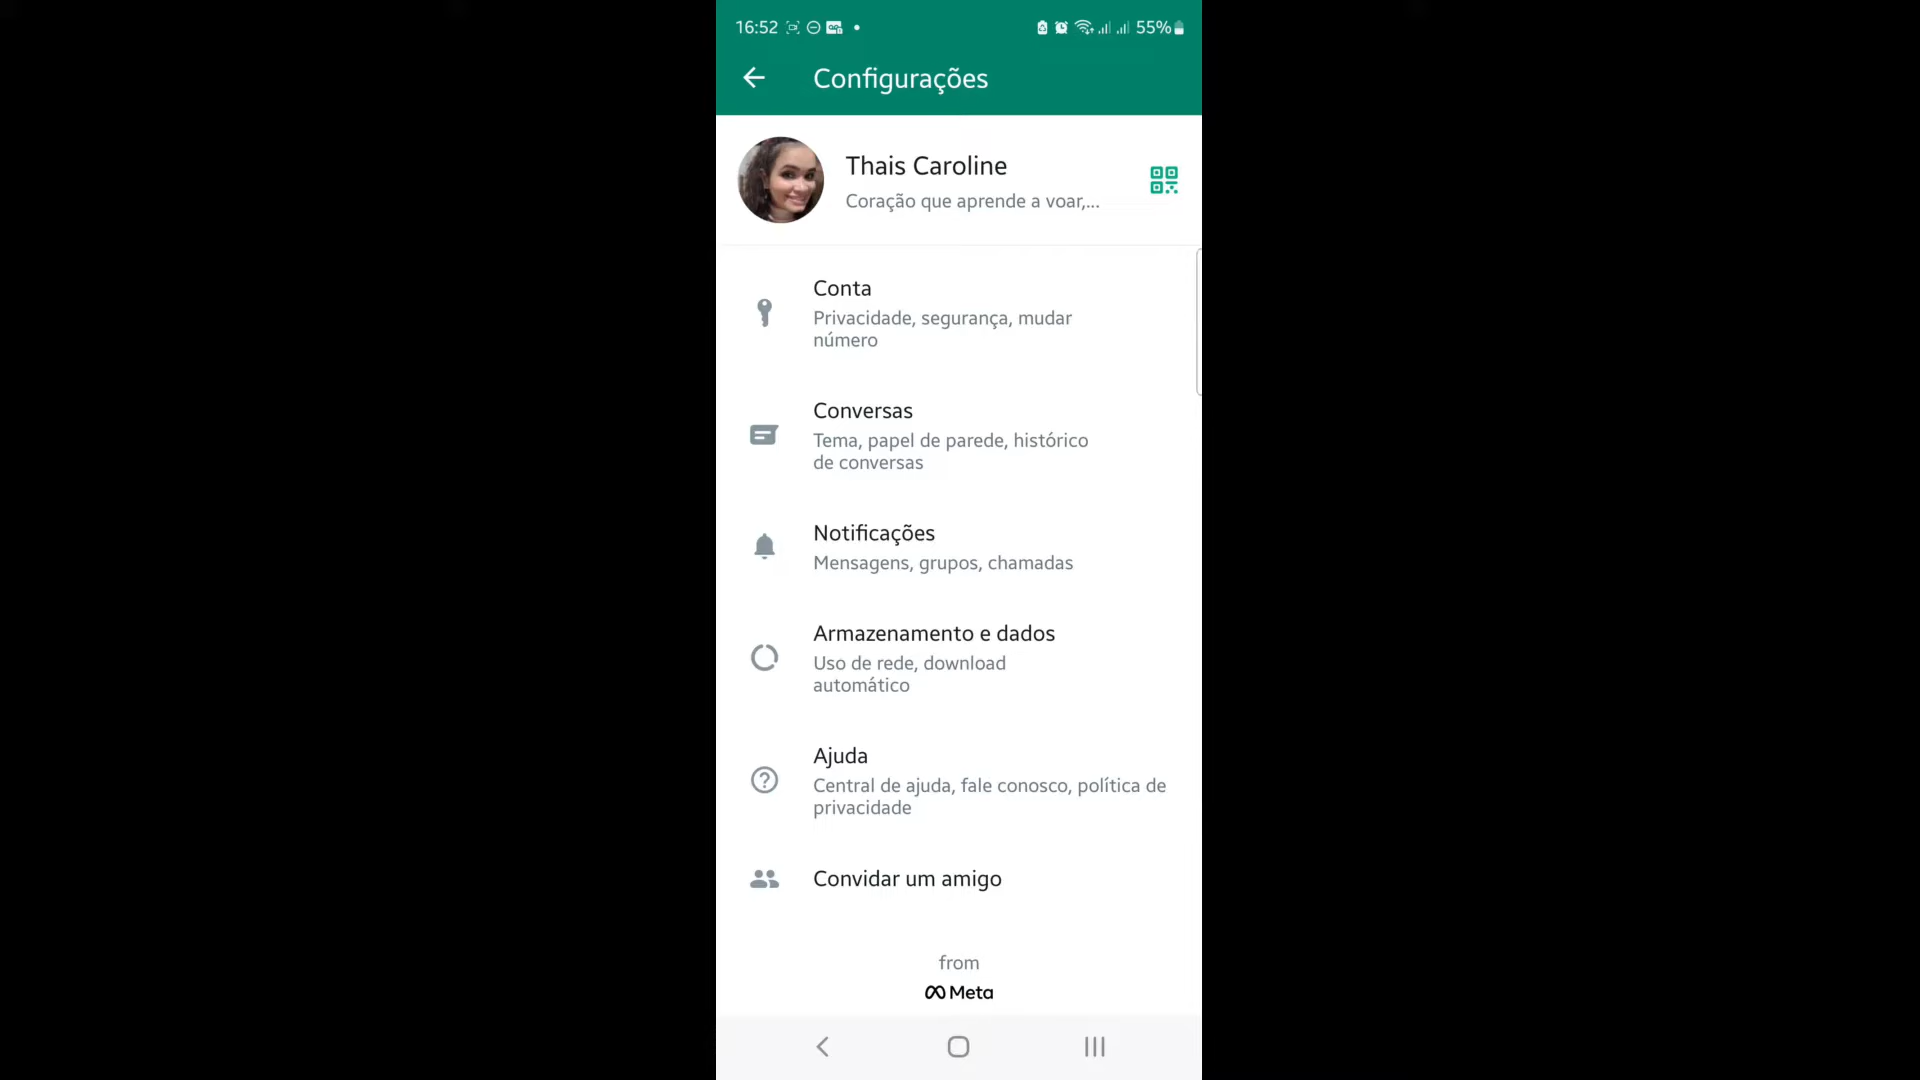 16:52
55%
Configurações
Thais Caroline
Coração que aprende a voar,...
Conta
Privacidade, segurança, mudar
número
Conversas
Tema, papel de parede, histórico
de conversas
Notificações
Mensagens, grupos, chamadas
Armazenamento e dados
Uso de rede, download
automático
Ajuda
Central de ajuda, fale conosco, política de
privacidade
Convidar um amigo
from
Meta